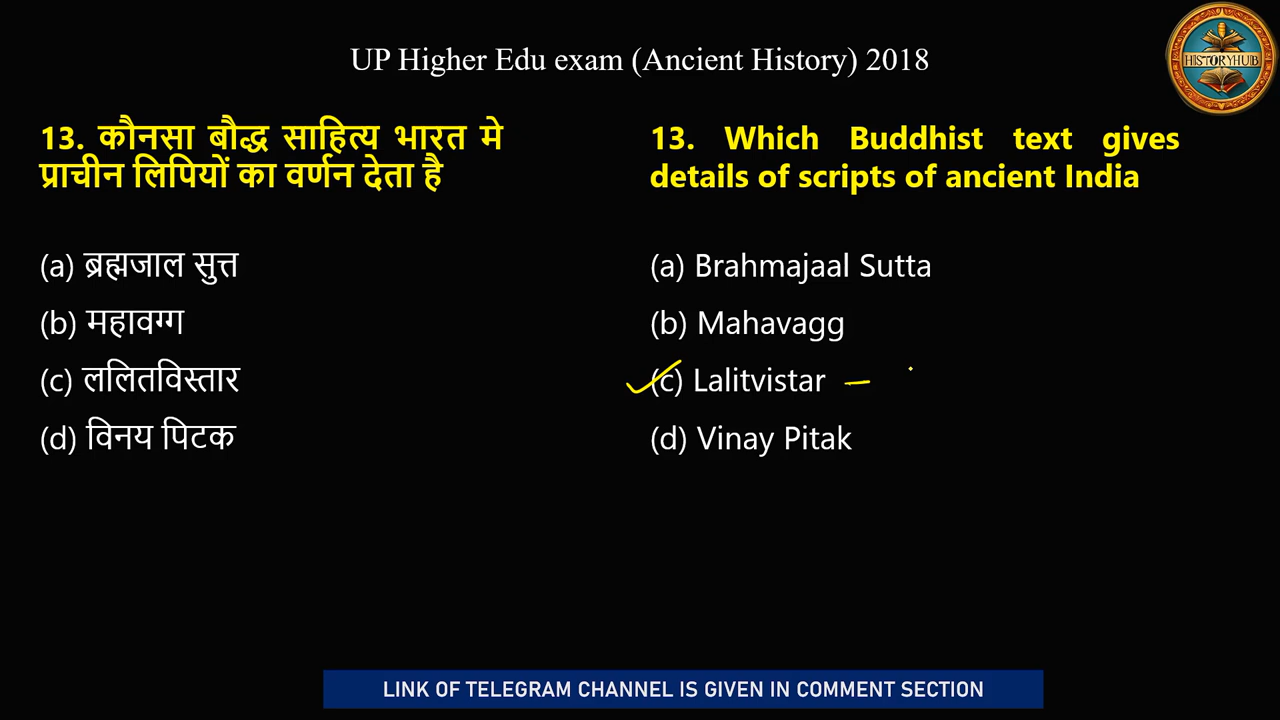 UP Higher Edu exam (Ancient History) 2018
HISTORYHUB
13. कौनसा बौद्ध साहित्य भारत मे
प्राचीन लिपियों का वर्णन देता है
(a) ब्रह्मजाल सुत्त
(b) महावग्ग
(c) ललितविस्तार
(d) विनय पिटक
13. Which Buddhist text gives
details of scripts of ancient India
(a) Brahmajaal Sutta
(b) Mahavagg
(c) Lalitvistar –
(d) Vinay Pitak
LINK OF TELEGRAM CHANNEL IS GIVEN IN COMMENT SECTION